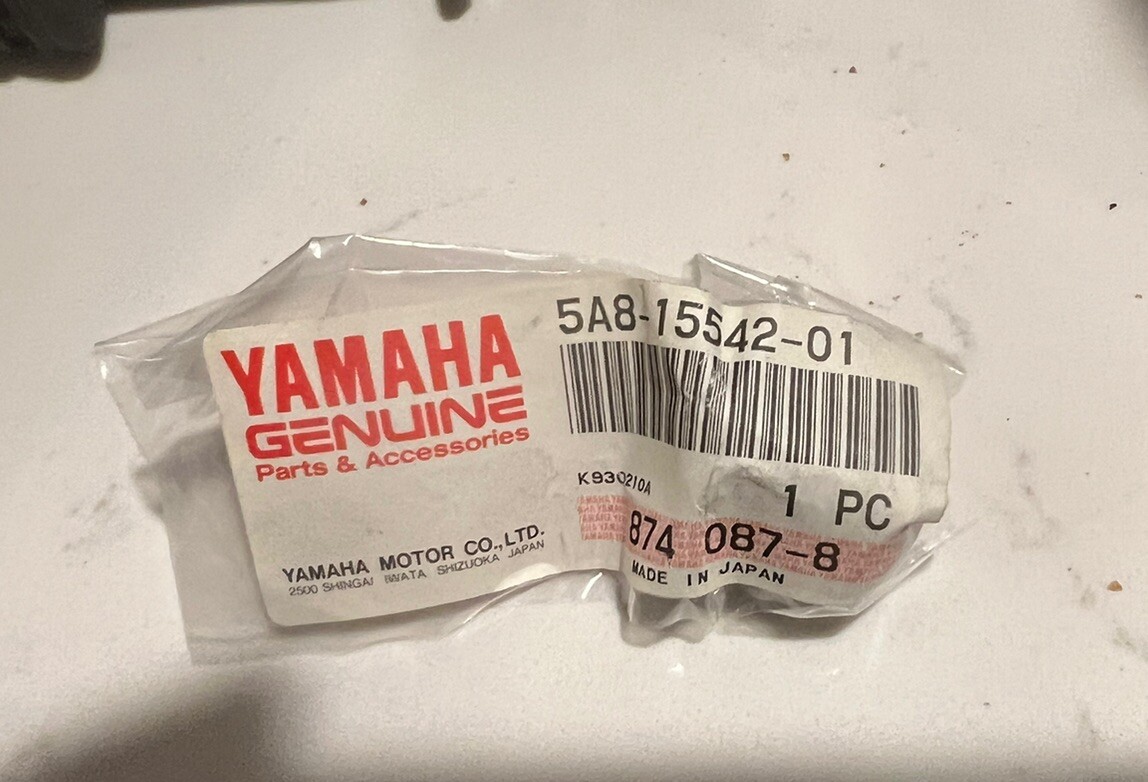 YAMAHA
GENUINE
Parts & Accessories
YAMAHA MOTOR CO.,LTD.
2500 SHINGAI IWATA SHIZUOKA JAPAN
5A8-15542-01
K930210A
1 PC
874 087-8
MADE IN JAPAN